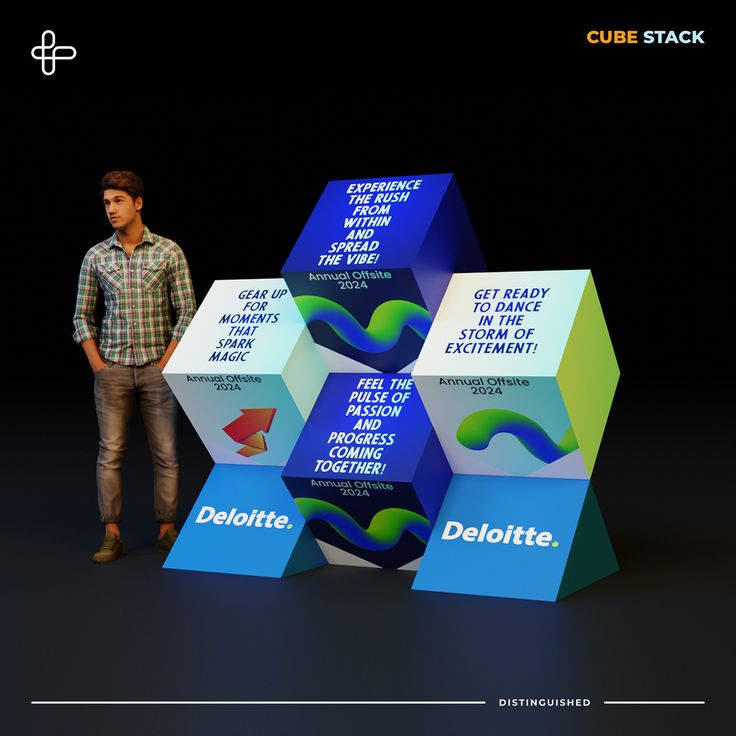 CUBE STACK
EXPERIENCE
THE RUSH
FROM
WITHIN
AND
SPREAD
THE VIBE!
Annual Offsite
2024
GEAR UP
FOR
MOMENTS
THAT
SPARK
MAGIC
Annual Offsite
2024
GET READY
TO DANCE
IN THE
STORM OF
EXCITEMENT!
Annual Offsite
2024
FEEL THE
PULSE OF
PASSION
AND
PROGRESS
COMING
TOGETHER!
Annual Offsite
2024
Deloitte.
Deloitte.
DISTINGUISHED